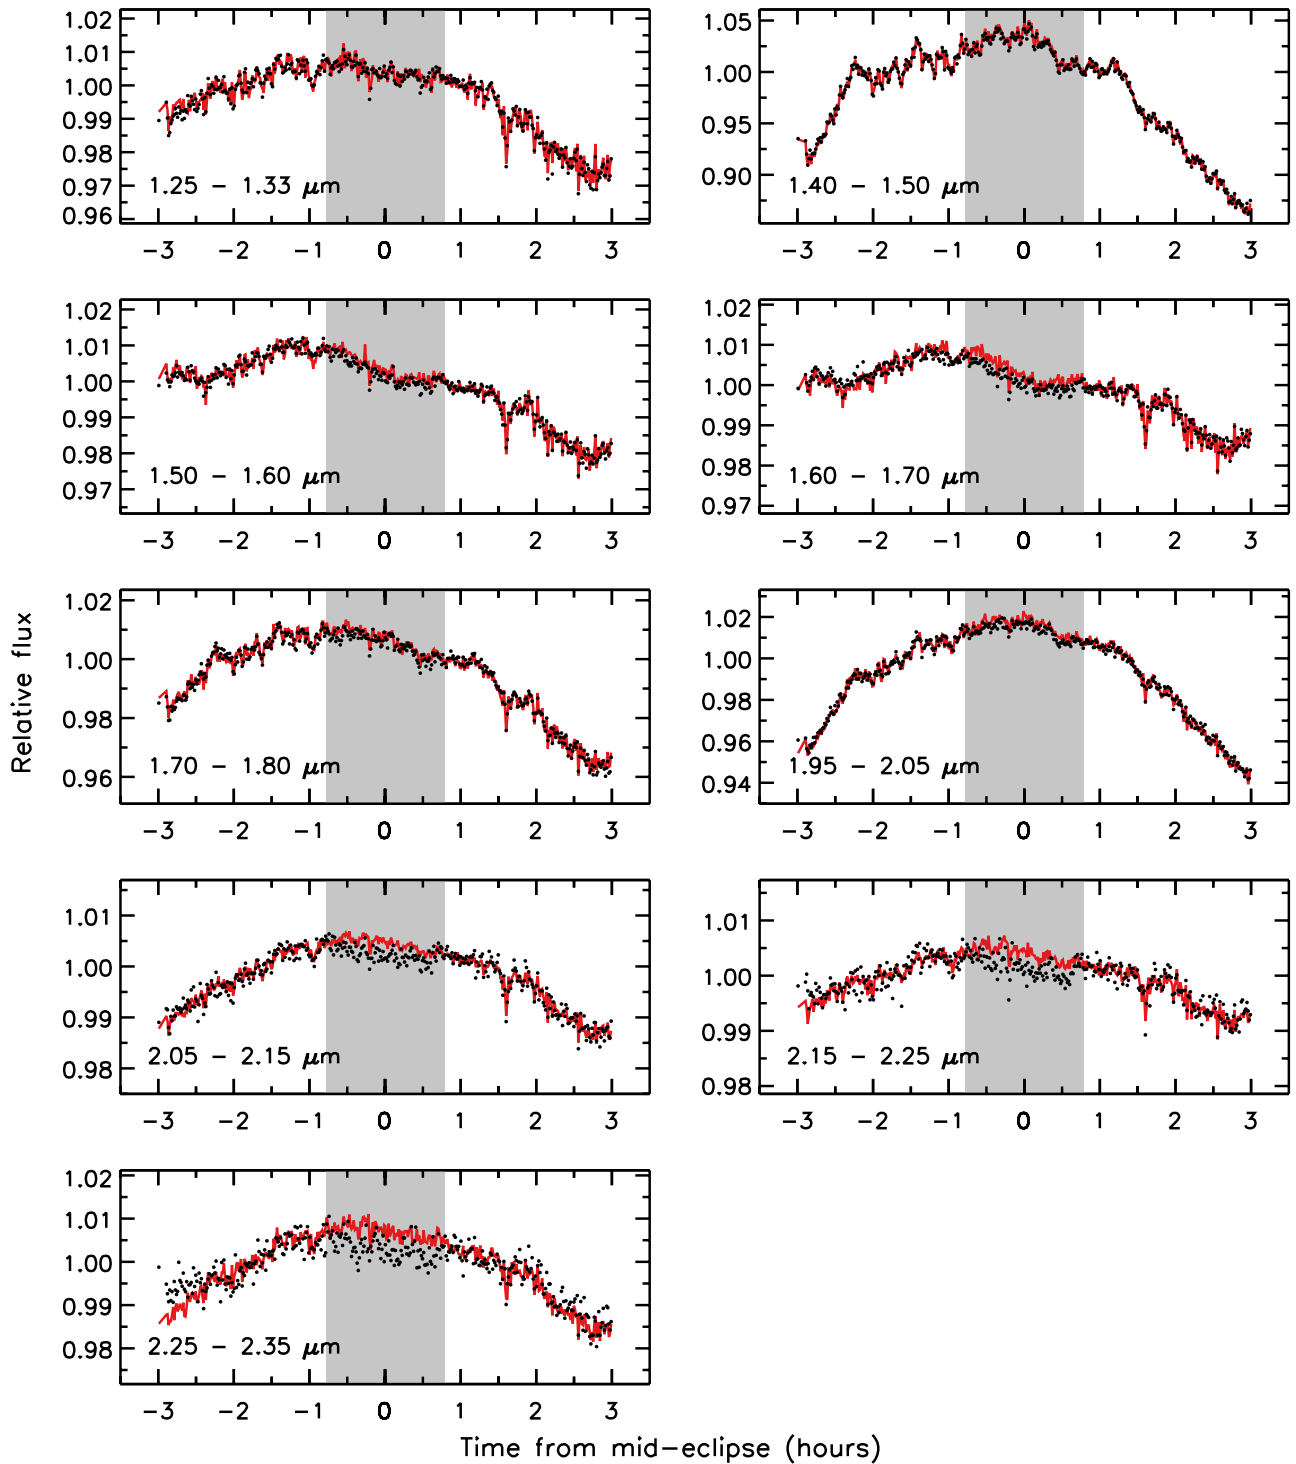 1.02
1.01
1.00
0.99
0.98
0.97
0.96
1.25 − 1.33 μm
−3 −2 −1 0 1 2 3
1.05
1.00
0.95
0.90
1.40 − 1.50 μm
−3 −2 −1 0 1 2 3
1.02
1.01
1.00
0.99
0.98
0.97
1.50 − 1.60 μm
−3 −2 −1 0 1 2 3
1.02
1.01
1.00
0.99
0.98
0.97
1.60 − 1.70 μm
−3 −2 −1 0 1 2 3
Relative flux
1.02
1.00
0.98
0.96
1.70 − 1.80 μm
−3 −2 −1 0 1 2 3
1.02
1.00
0.98
0.96
0.94
1.95 − 2.05 μm
−3 −2 −1 0 1 2 3
1.01
1.00
0.99
0.98
2.05 − 2.15 μm
−3 −2 −1 0 1 2 3
1.01
1.00
0.99
0.98
2.15 − 2.25 μm
−3 −2 −1 0 1 2 3
1.02
1.01
1.00
0.99
0.98
2.25 − 2.35 μm
−3 −2 −1 0 1 2 3
Time from mid−eclipse (hours)